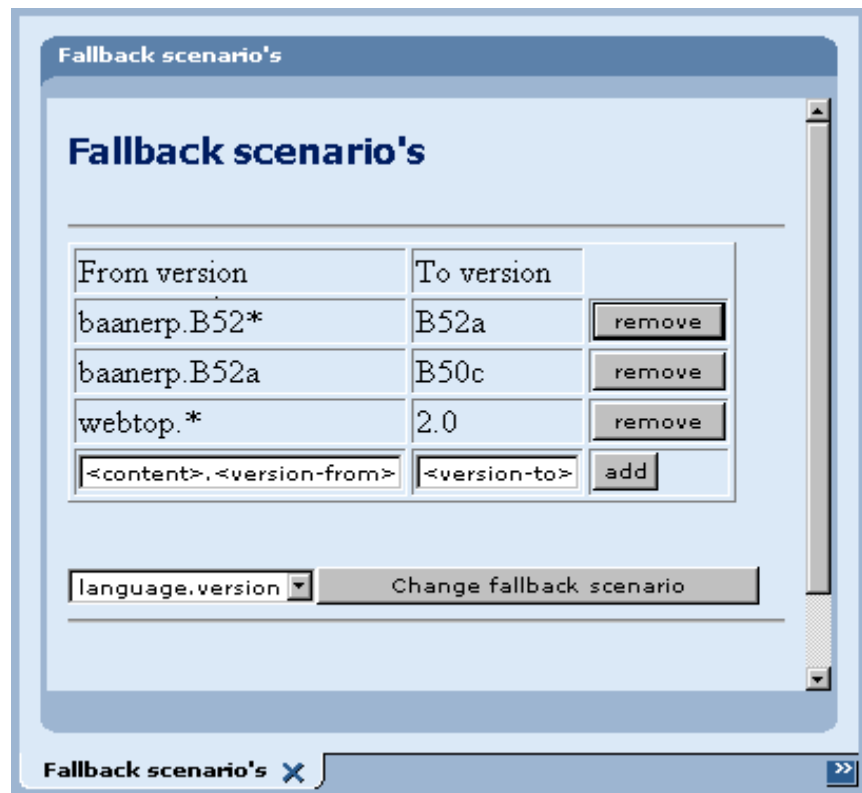 Fallback scenario's
Fallback scenario's
From version To version
baanerp.B52* B52a remove
baanerp.B52a B50c remove
webtop.* 2.0 remove
<content>.<version-from> <version-to> add
language.version Change fallback scenario
Fallback scenario's